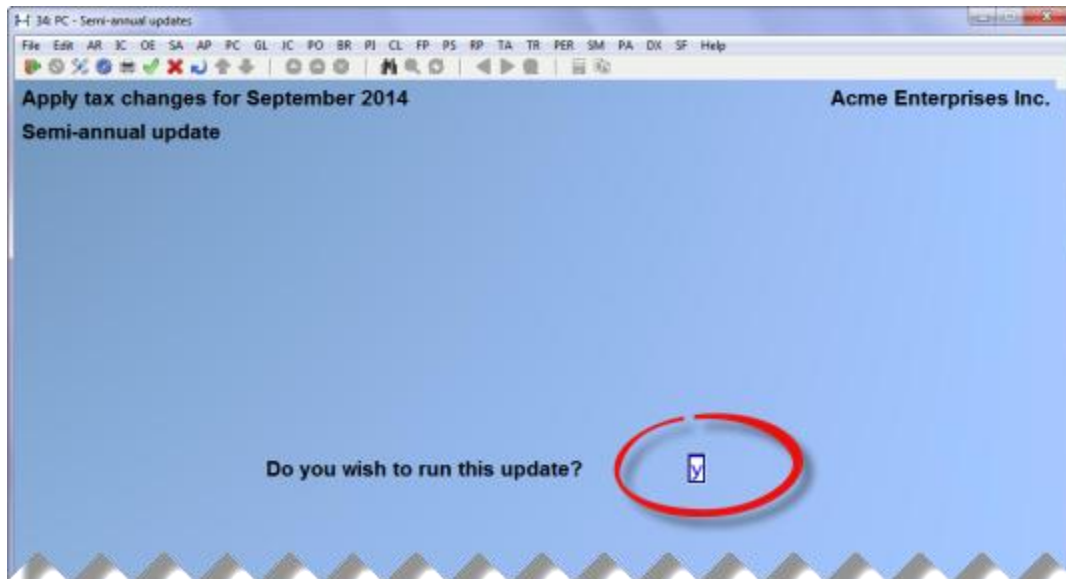 34: PC - Semi-annual updates
File Edit AR IC OE SA AP PC GL JC PO BR PJ CL FP PS RP TA TR PER SM PA DX SF Help
Apply tax changes for September 2014
Acme Enterprises Inc.
Semi-annual update
Do you wish to run this update? y